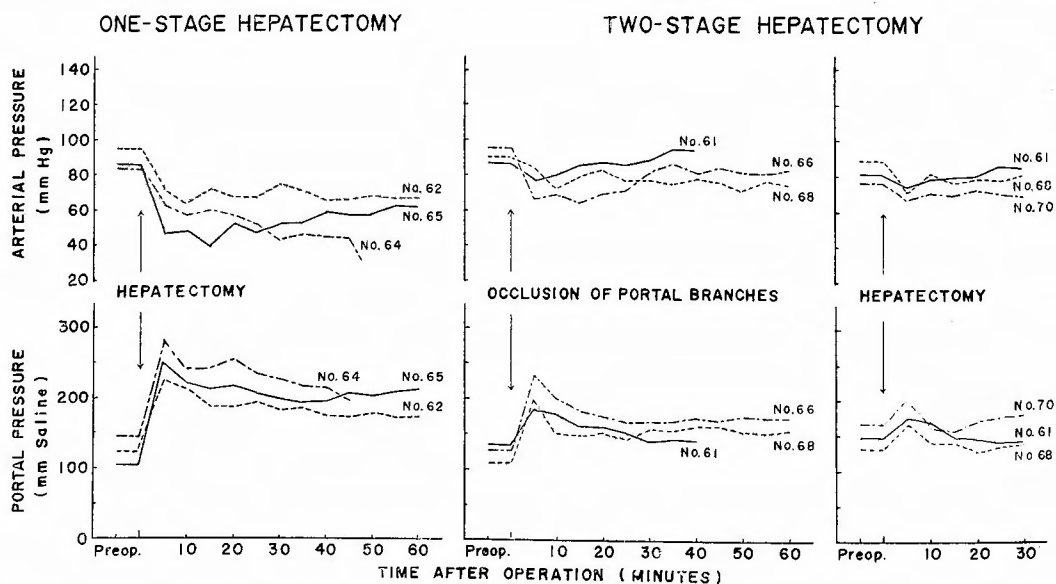 ONE-STAGE HEPATECTOMY
TWO-STAGE HEPATECTOMY
ARTERIAL PRESSURE
(mm Hg)
140
120
100
80
60
40
20
No. 62
No. 65
No. 64
No. 61
No. 66
No. 68
No. 61
No. 68
No. 70
HEPATECTOMY
OCCLUSION OF PORTAL BRANCHES
HEPATECTOMY
PORTAL PRESSURE
(mm Saline)
300
200
100
0
No. 64
No. 65
No. 62
No. 66
No. 68
No. 61
No. 70
No. 61
No. 68
Preop. 10 20 30 40 50 60
Preop. 10 20 30 40 50 60
Preop. 10 20 30
TIME AFTER OPERATION (MINUTES)